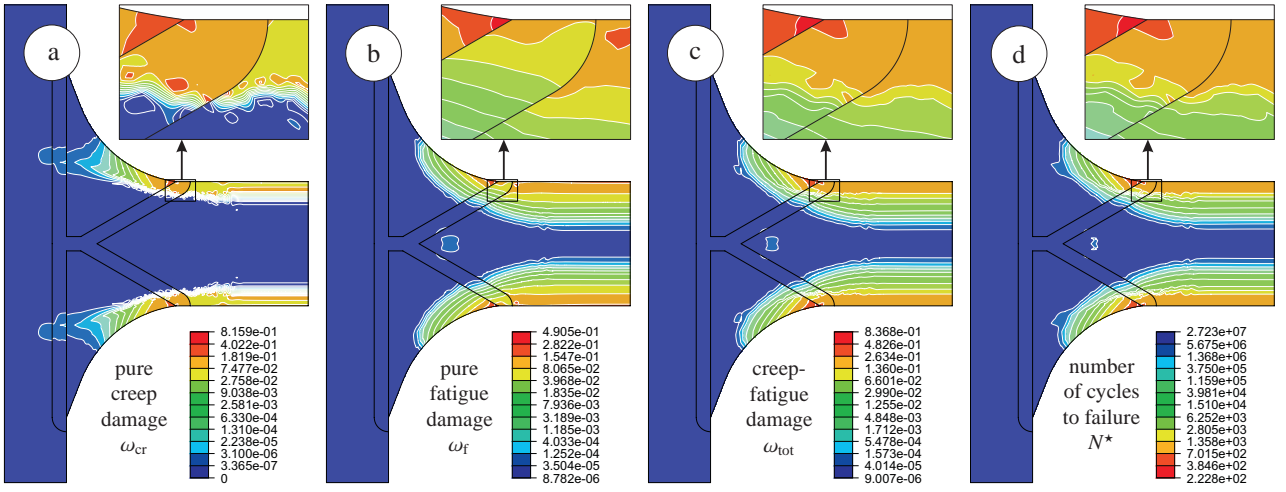 a
pure
creep
damage
ω_cr
8.159e-01
4.022e-01
1.819e-01
7.477e-02
2.758e-02
9.038e-03
2.581e-03
6.330e-04
1.310e-04
2.238e-05
3.100e-06
3.365e-07
0
b
pure
fatigue
damage
ω_f
4.905e-01
2.822e-01
1.547e-01
8.065e-02
3.968e-02
1.835e-02
7.936e-03
3.189e-03
1.185e-03
4.033e-04
1.252e-04
3.504e-05
8.782e-06
c
creep-
fatigue
damage
ω_tot
8.368e-01
4.826e-01
2.634e-01
1.360e-01
6.601e-02
2.990e-02
1.255e-02
4.848e-03
1.712e-03
5.478e-04
1.573e-04
4.014e-05
9.007e-06
d
number
of cycles
to failure
N★
2.723e+07
5.675e+06
1.368e+06
3.750e+05
1.159e+05
3.981e+04
1.510e+04
6.252e+03
2.805e+03
1.358e+03
7.015e+02
3.846e+02
2.228e+02